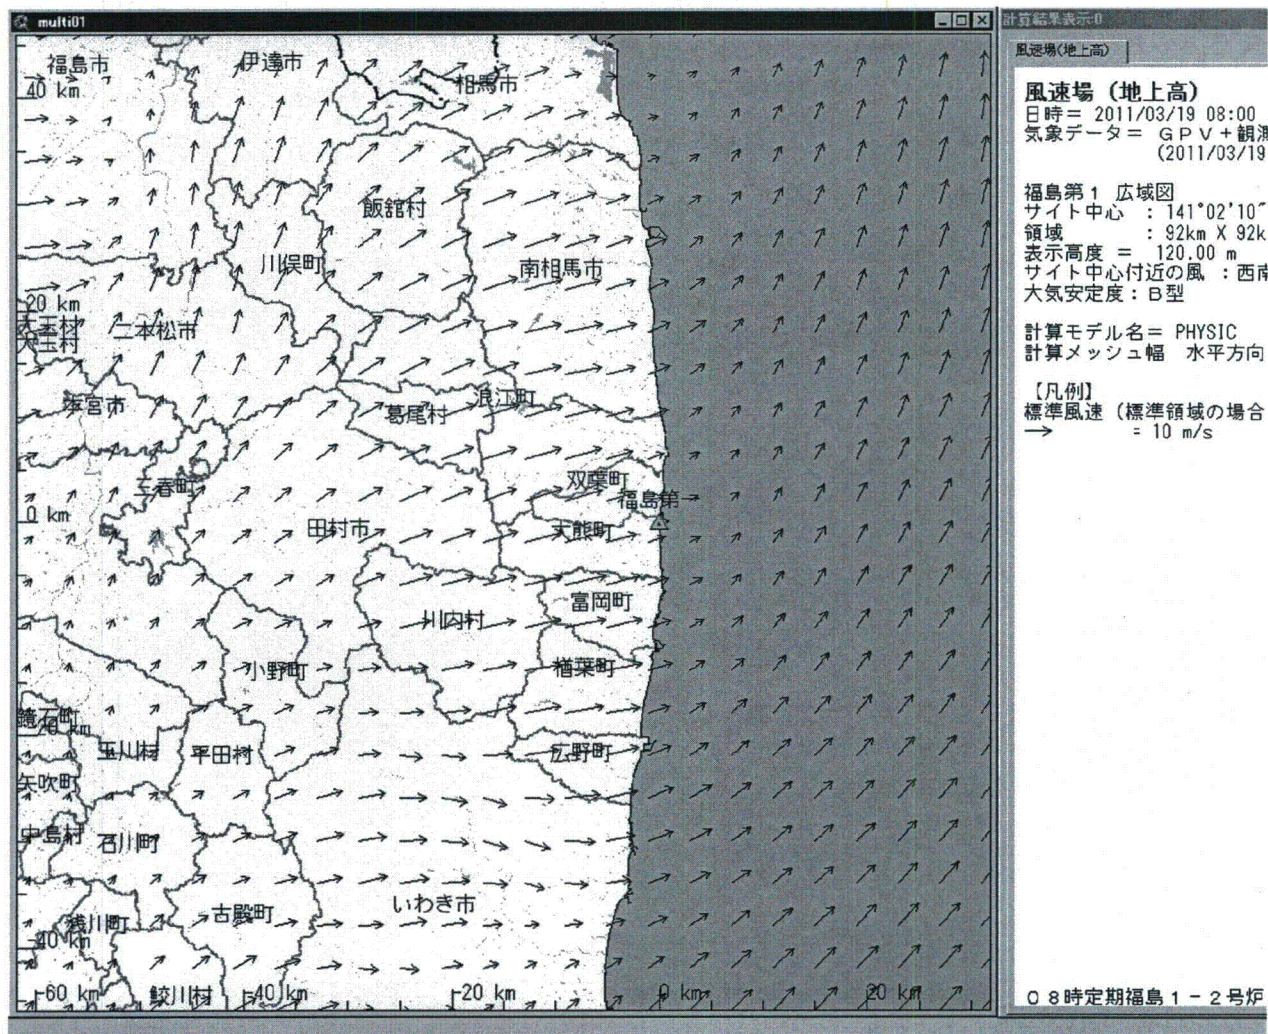 multi01
福島市
伊達市
相馬市
40 km
飯舘村
川俣町
南相馬市
20 km
大玉村
二本松市
本宮市
葛尾村
浪江町
三春町
双葉町
福島第一
0 km
田村市
大熊町
富岡町
川内村
小野町
楢葉町
鏡石町
-20 km
玉川村
平田村
広野町
矢吹町
中島村
石川町
いわき市
古殿町
浅川町
-40 km
-60 km
鮫川村
-40 km
-20 km
0 km
20 km
計算結果表示:0
風速場(地上高)
風速場 (地上高)
日時= 2011/03/19 08:00
気象データ= GPV+観測
(2011/03/19
福島第1 広域図
サイト中心 : 141°02'10"
領域 : 92km X 92k
表示高度 = 120.00 m
サイト中心付近の風 : 西南
大気安定度:B型
計算モデル名= PHYSIC
計算メッシュ幅 水平方向
【凡例】
標準風速 (標準領域の場合
→ = 10 m/s
08時定期福島1-2号炉